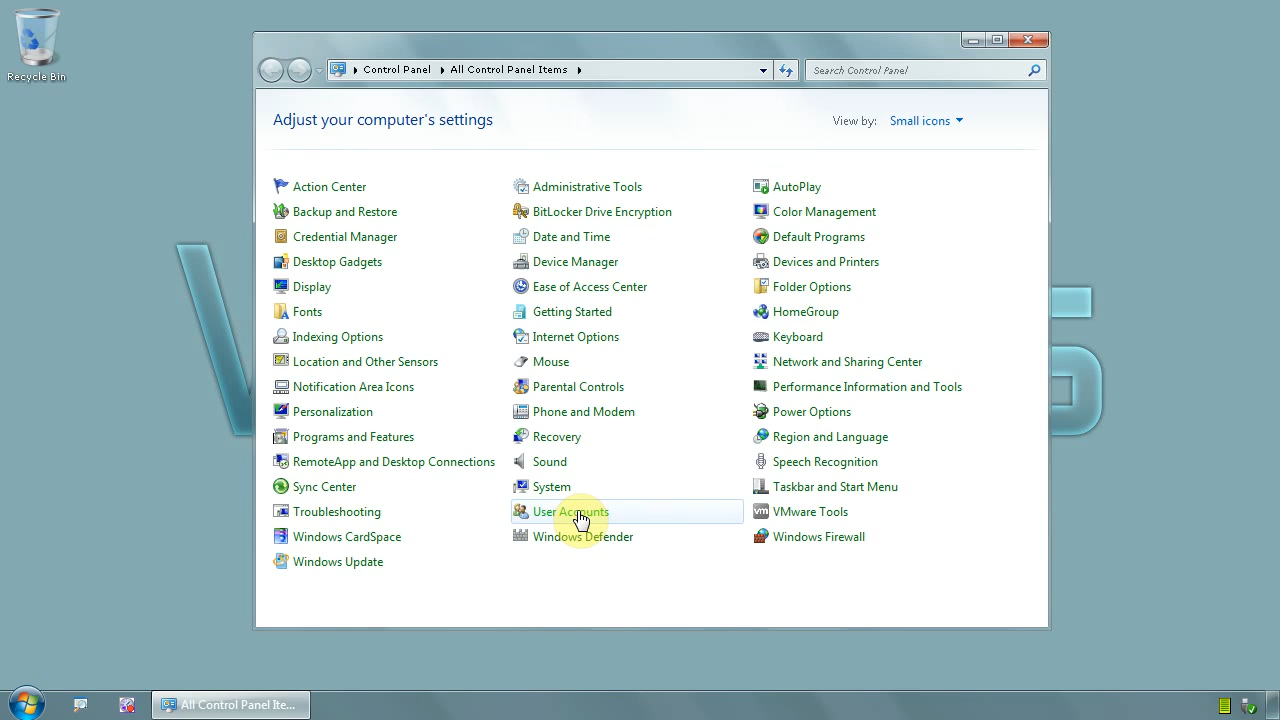 Recycle Bin
Control Panel
All Control Panel Items
Search Control Panel
Adjust your computer's settings
View by:
Small icons
Action Center
Administrative Tools
AutoPlay
Backup and Restore
BitLocker Drive Encryption
Color Management
Credential Manager
Date and Time
Default Programs
Desktop Gadgets
Device Manager
Devices and Printers
Display
Ease of Access Center
Folder Options
Fonts
Getting Started
HomeGroup
Indexing Options
Internet Options
Keyboard
Location and Other Sensors
Mouse
Network and Sharing Center
Notification Area Icons
Parental Controls
Performance Information and Tools
Personalization
Phone and Modem
Power Options
Programs and Features
Recovery
Region and Language
RemoteApp and Desktop Connections
Sound
Speech Recognition
Sync Center
System
Taskbar and Start Menu
Troubleshooting
User Accounts
vm
VMware Tools
Windows CardSpace
Windows Defender
Windows Firewall
Windows Update
All Control Panel Ite...